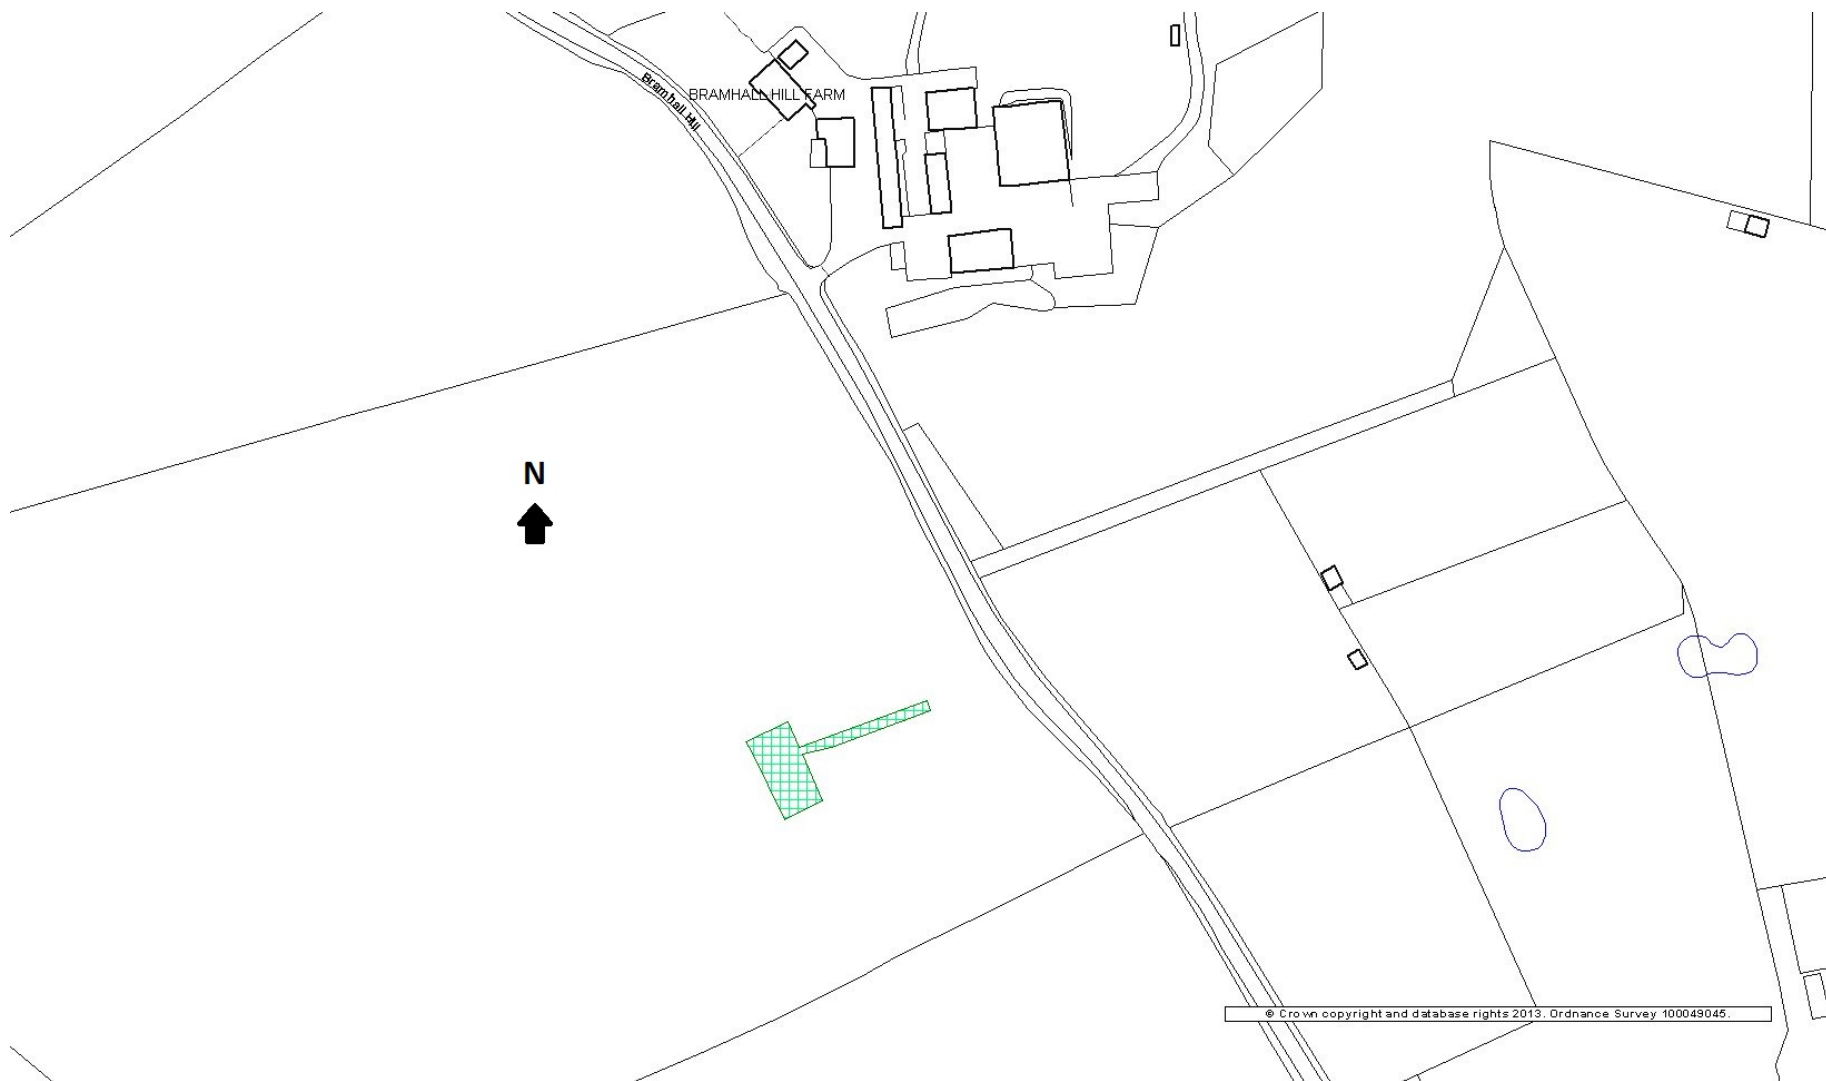 Bramhall Hill
BRAMHALL HILL FARM
N
© Crown copyright and database rights 2013. Ordnance Survey 100049045.